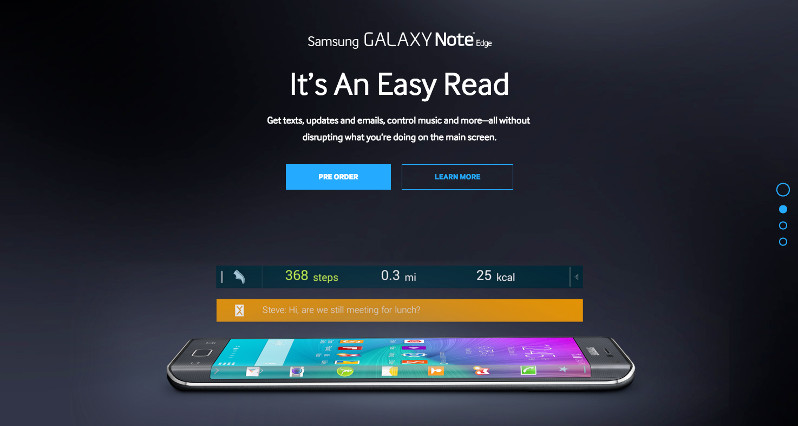 Samsung GALAXY Note Edge
It's An Easy Read
Get texts, updates and emails, control music and more—all without
disrupting what you're doing on the main screen.
PRE ORDER
LEARN MORE
368 steps
0.3 mi
25 kcal
Steve: Hi, are we still meeting for lunch?